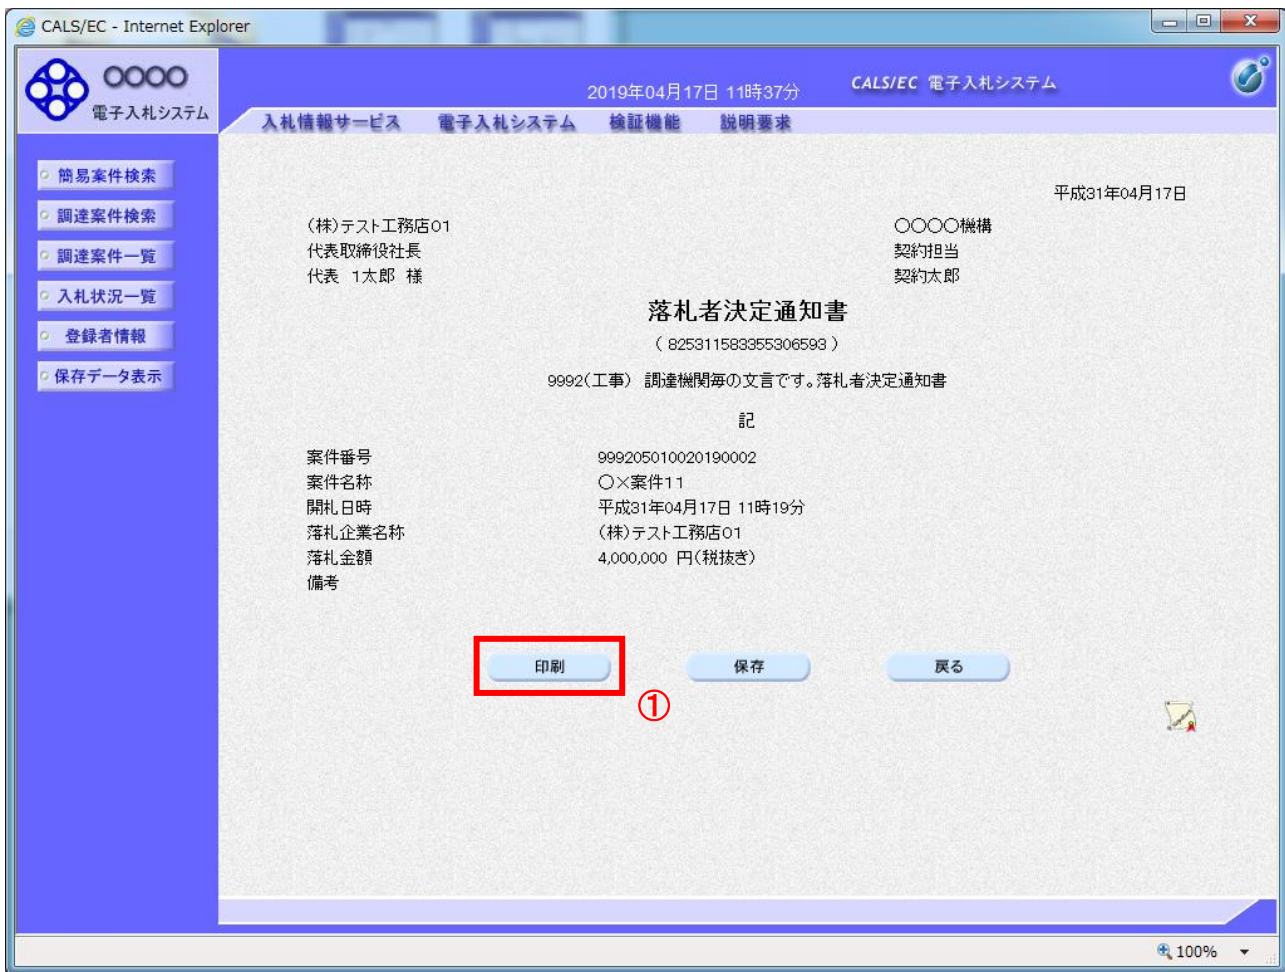 CALS/EC - Internet Explorer
〇〇〇〇
電子入札システム
2019年04月17日 11時37分
CALS/EC 電子入札システム
入札情報サービス 電子入札システム 検証機能 説明要求
簡易案件検索
調達案件検索
調達案件一覧
入札状況一覧
登録者情報
保存データ表示
平成31年04月17日
(株)テスト工務店01
代表取締役社長
代表 1太郎 様
〇〇〇〇機構
契約担当
契約太郎
落札者決定通知書
( 825311583355306593 )
9992(工事) 調達機関毎の文言です。落札者決定通知書
記
案件番号 999205010020190002
案件名称 〇×案件11
開札日時 平成31年04月17日 11時19分
落札企業名称 (株)テスト工務店01
落札金額 4,000,000 円(税抜き)
備考
印刷 保存 戻る
①
100%